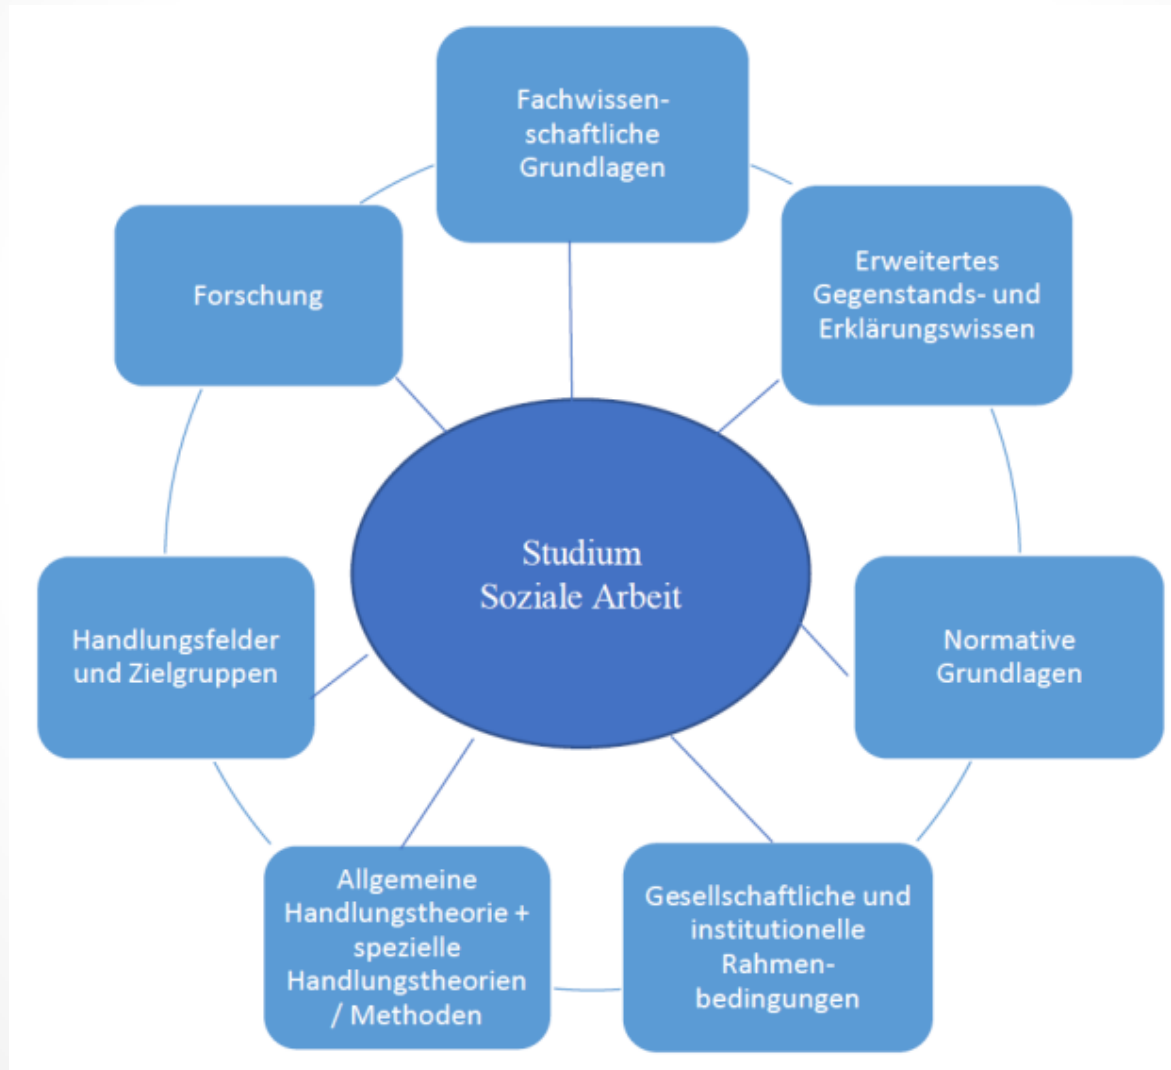 Fachwissen-
schaftliche
Grundlagen
Erweitertes
Gegenstands- und
Erklärungswissen
Normative
Grundlagen
Gesellschaftliche und
institutionelle
Rahmen-
bedingungen
Allgemeine
Handlungstheorie +
spezielle
Handlungstheorien
/ Methoden
Handlungsfelder
und Zielgruppen
Forschung
Studium
Soziale Arbeit